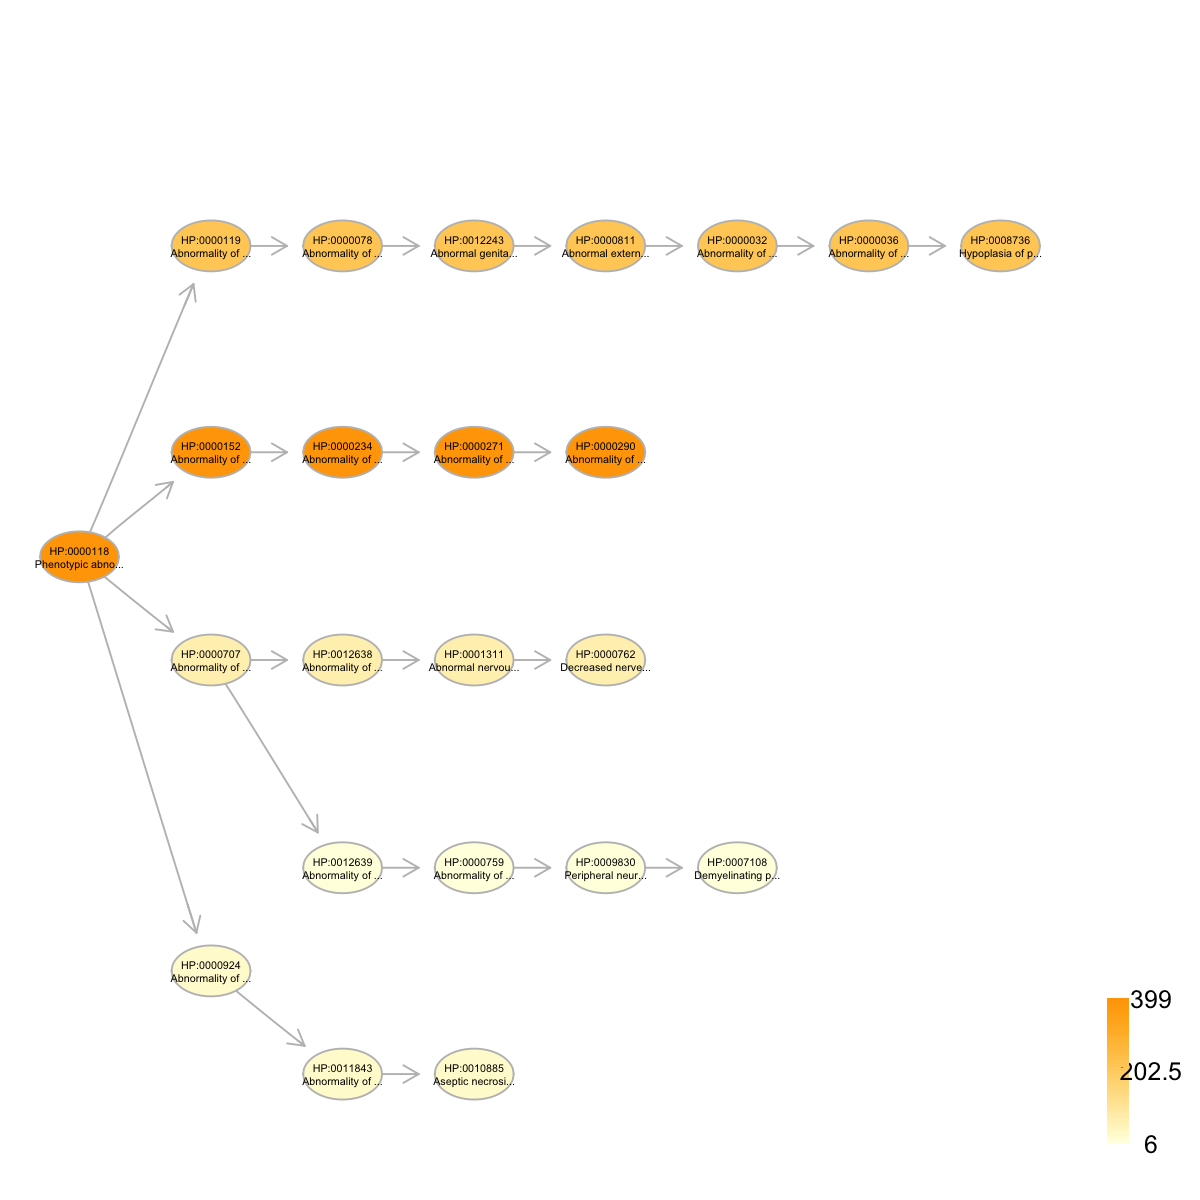 HP:0000119
Abnormality of ...
HP:0000078
Abnormality of ...
HP:0012243
Abnormal genita...
HP:0000811
Abnormal extern...
HP:0000032
Abnormality of ...
HP:0000036
Abnormality of ...
HP:0008736
Hypoplasia of p...
HP:0000152
Abnormality of ...
HP:0000234
Abnormality of ...
HP:0000271
Abnormality of ...
HP:0000290
Abnormality of ...
HP:0000118
Phenotypic abno...
HP:0000707
Abnormality of ...
HP:0012638
Abnormality of ...
HP:0001311
Abnormal nervou...
HP:0000762
Decreased nerve...
HP:0012639
Abnormality of ...
HP:0000759
Abnormality of ...
HP:0009830
Peripheral neur...
HP:0007108
Demyelinating p...
HP:0000924
Abnormality of ...
HP:0011843
Abnormality of ...
HP:0010885
Aseptic necrosi...
399
202.5
6